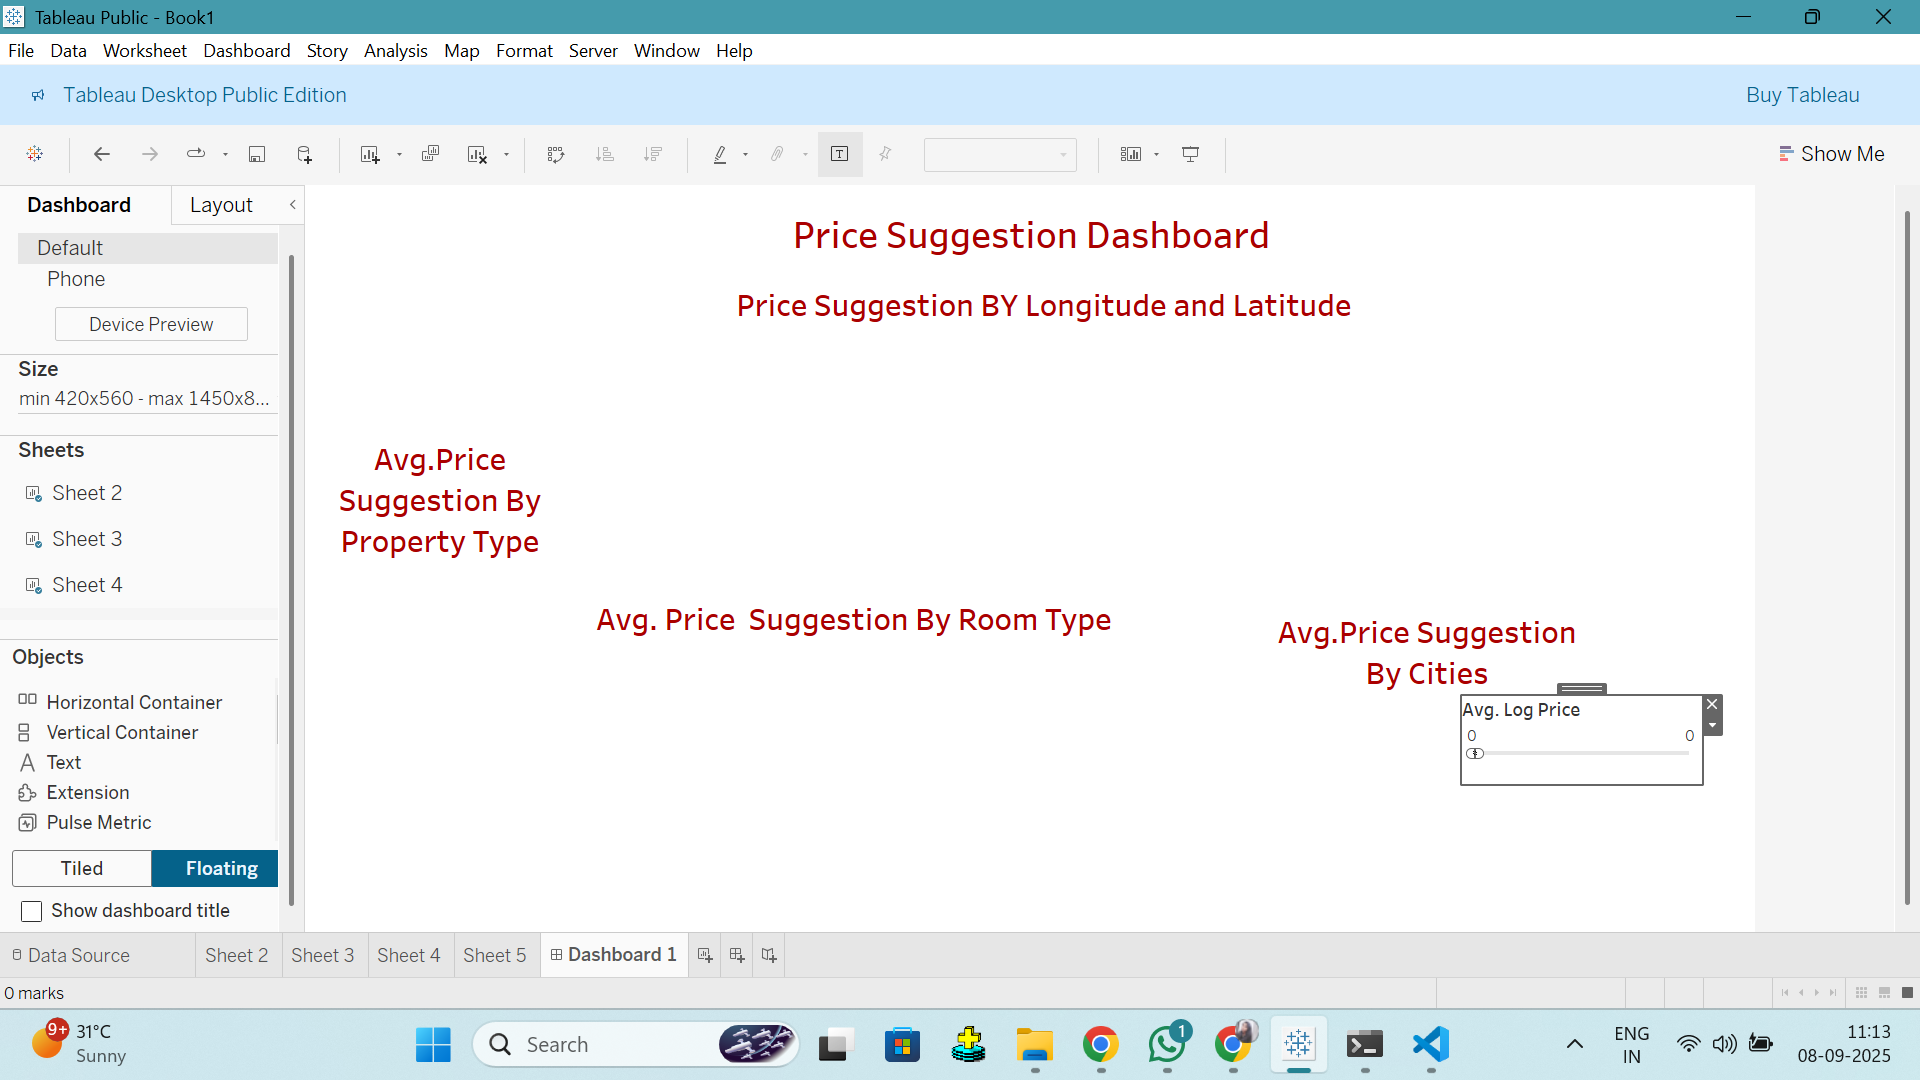 Tableau Public - Book1
File Data Worksheet Dashboard Story Analysis Map Format Server Window Help
Tableau Desktop Public Edition
Buy Tableau
Show Me
Dashboard
Layout
Default
Phone
Device Preview
Size
min 420x560 - max 1450x8...
Sheets
Sheet 2
Sheet 3
Sheet 4
Objects
Horizontal Container
Vertical Container
Text
Extension
Pulse Metric
Tiled
Floating
Show dashboard title
Price Suggestion Dashboard
Price Suggestion BY Longitude and Latitude
Avg.Price
Suggestion By
Property Type
Avg. Price  Suggestion By Room Type
Avg.Price Suggestion
By Cities
Avg. Log Price
0 0
Data Source
Sheet 2
Sheet 3
Sheet 4
Sheet 5
Dashboard 1
0 marks
9+
31°C
Sunny
Search
1
ENG
IN
11:13
08-09-2025